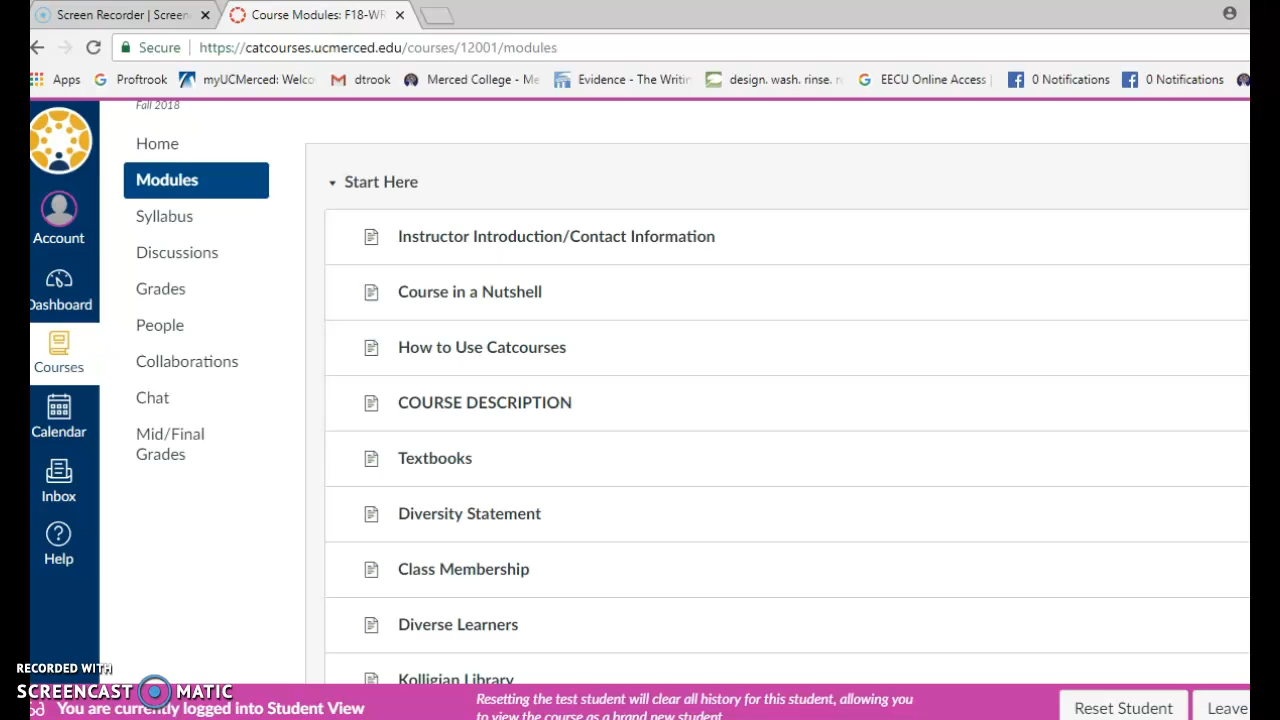 Screen Recorder | Screen
Course Modules: F18-WR
Secure
https://catcourses.ucmerced.edu/courses/12001/modules
Apps
Proftrook
myUCMerced: Welco
dtrook
Merced College - Ma
Evidence - The Writin
design. wash. rinse. r
EECU Online Access |
0 Notifications
0 Notifications
Fall 2018
Account
Dashboard
Courses
Calendar
Inbox
Help
Home
Modules
Syllabus
Discussions
Grades
People
Collaborations
Chat
Mid/Final
Grades
Start Here
Instructor Introduction/Contact Information
Course in a Nutshell
How to Use Catcourses
COURSE DESCRIPTION
Textbooks
Diversity Statement
Class Membership
Diverse Learners
Kolligian Library
RECORDED WITH
SCREENCAST MATIC
You are currently logged into Student View
Resetting the test student will clear all history for this student, allowing you
to view the course as a brand new student.
Reset Student
Leave